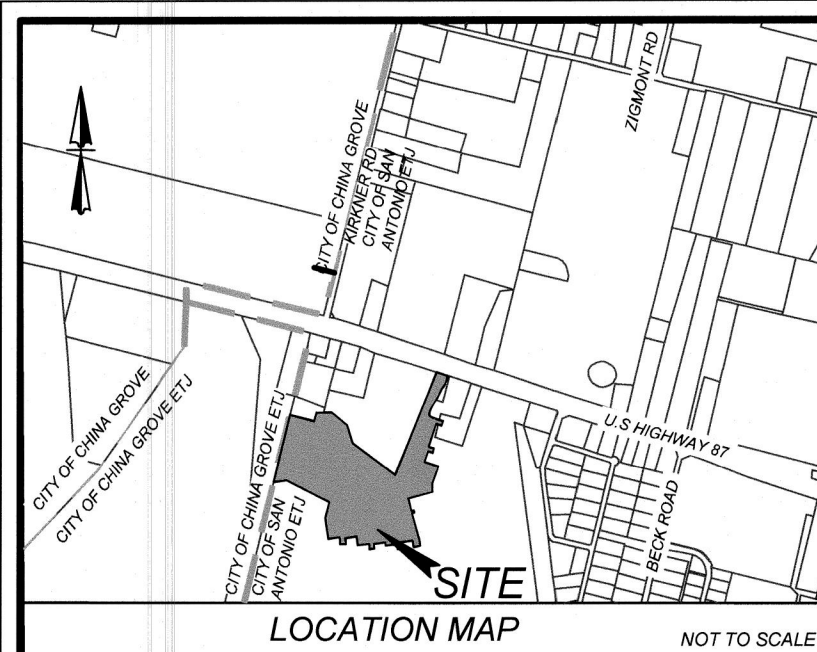 ZIGMONT RD
CITY OF CHINA GROVE
KIRKNER RD
CITY OF SAN
ANTONIO ETJ
CITY OF CHINA GROVE
CITY OF CHINA GROVE ETJ
CITY OF CHINA GROVE ETJ
CITY OF SAN
ANTONIO ETJ
U.S HIGHWAY 87
BECK ROAD
SITE
LOCATION MAP
NOT TO SCALE